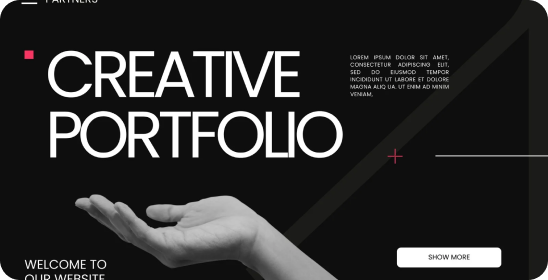 PARTNERS
CREATIVE
PORTFOLIO
LOREM IPSUM DOLOR SIT AMET,
CONSECTETUR ADIPISCING ELIT,
SED DO EIUSMOD TEMPOR
INCIDIDUNT UT LABORE ET DOLORE
MAGNA ALIQ UA. UT ENIM AD MINIM
VENIAM,
SHOW MORE
WELCOME TO
OUR WEBSITE